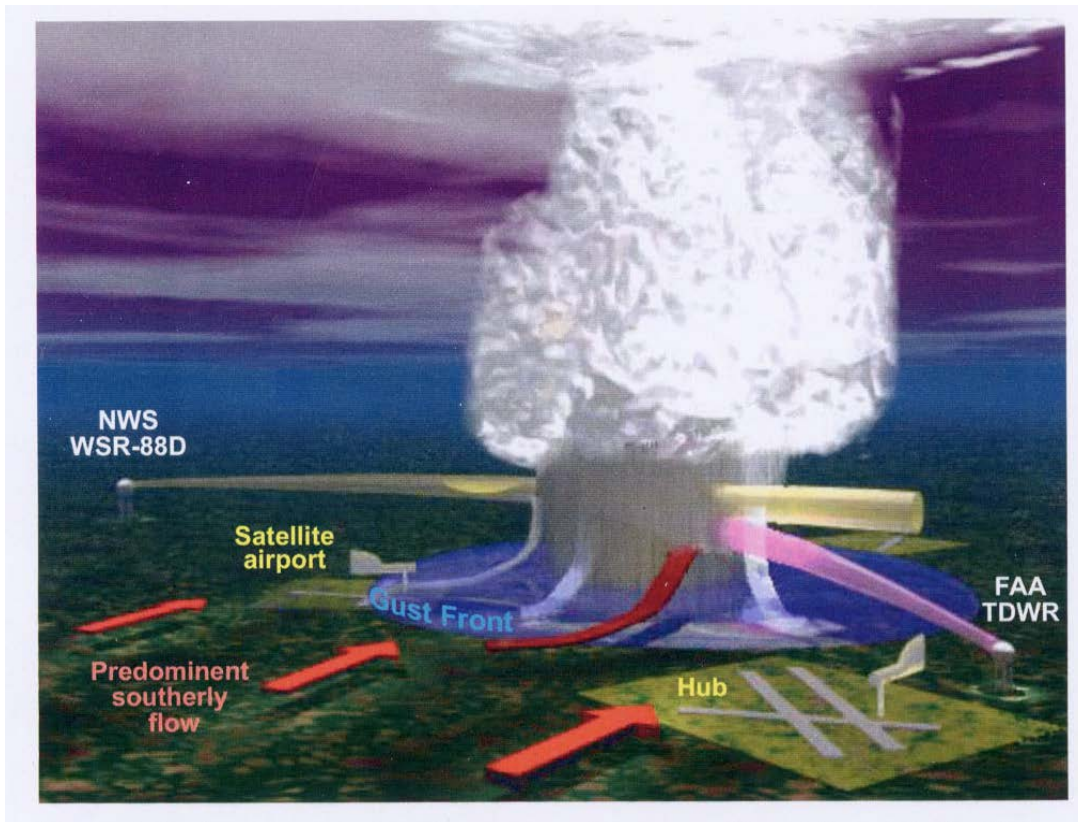 NWS
WSR-88D
Satellite
airport
Gust Front
FAA
TDWR
Predominent
southerly
flow
Hub